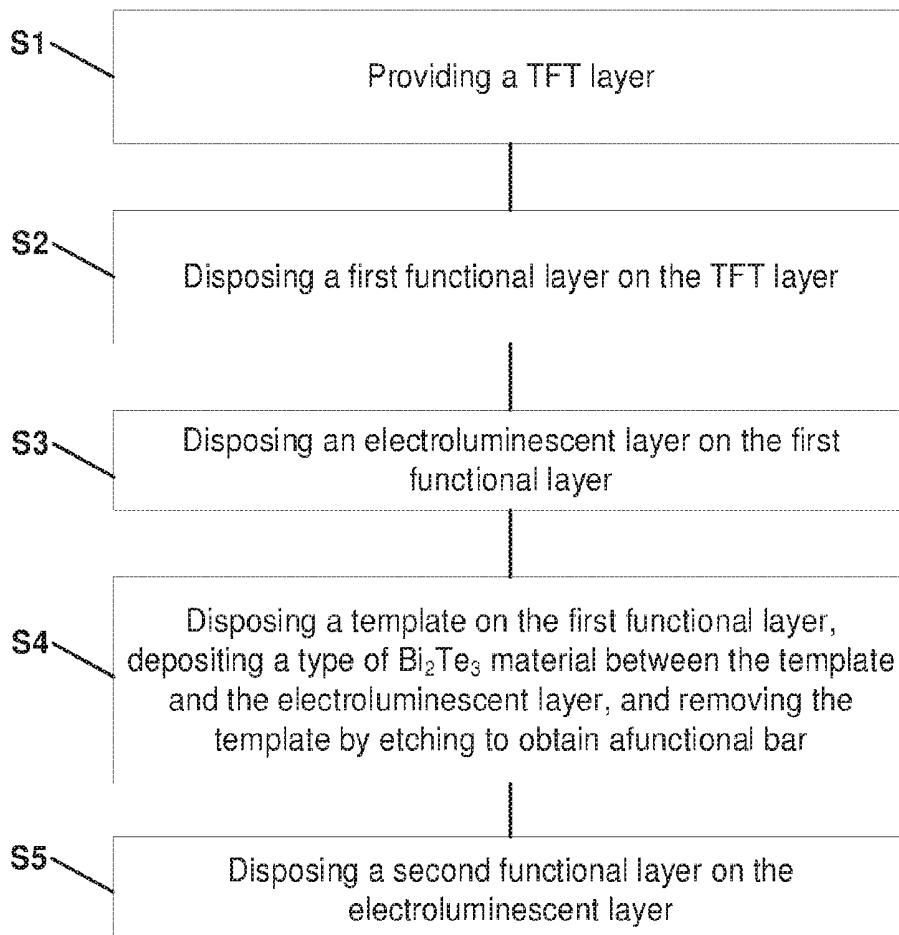 S1
Providing a TFT layer
S2
Disposing a first functional layer on the TFT layer
S3
Disposing an electroluminescent layer on the first
functional layer
S4
Disposing a template on the first functional layer,
depositing a type of Bi₂Te₃ material between the template
and the electroluminescent layer, and removing the
template by etching to obtain afunctional bar
S5
Disposing a second functional layer on the
electroluminescent layer